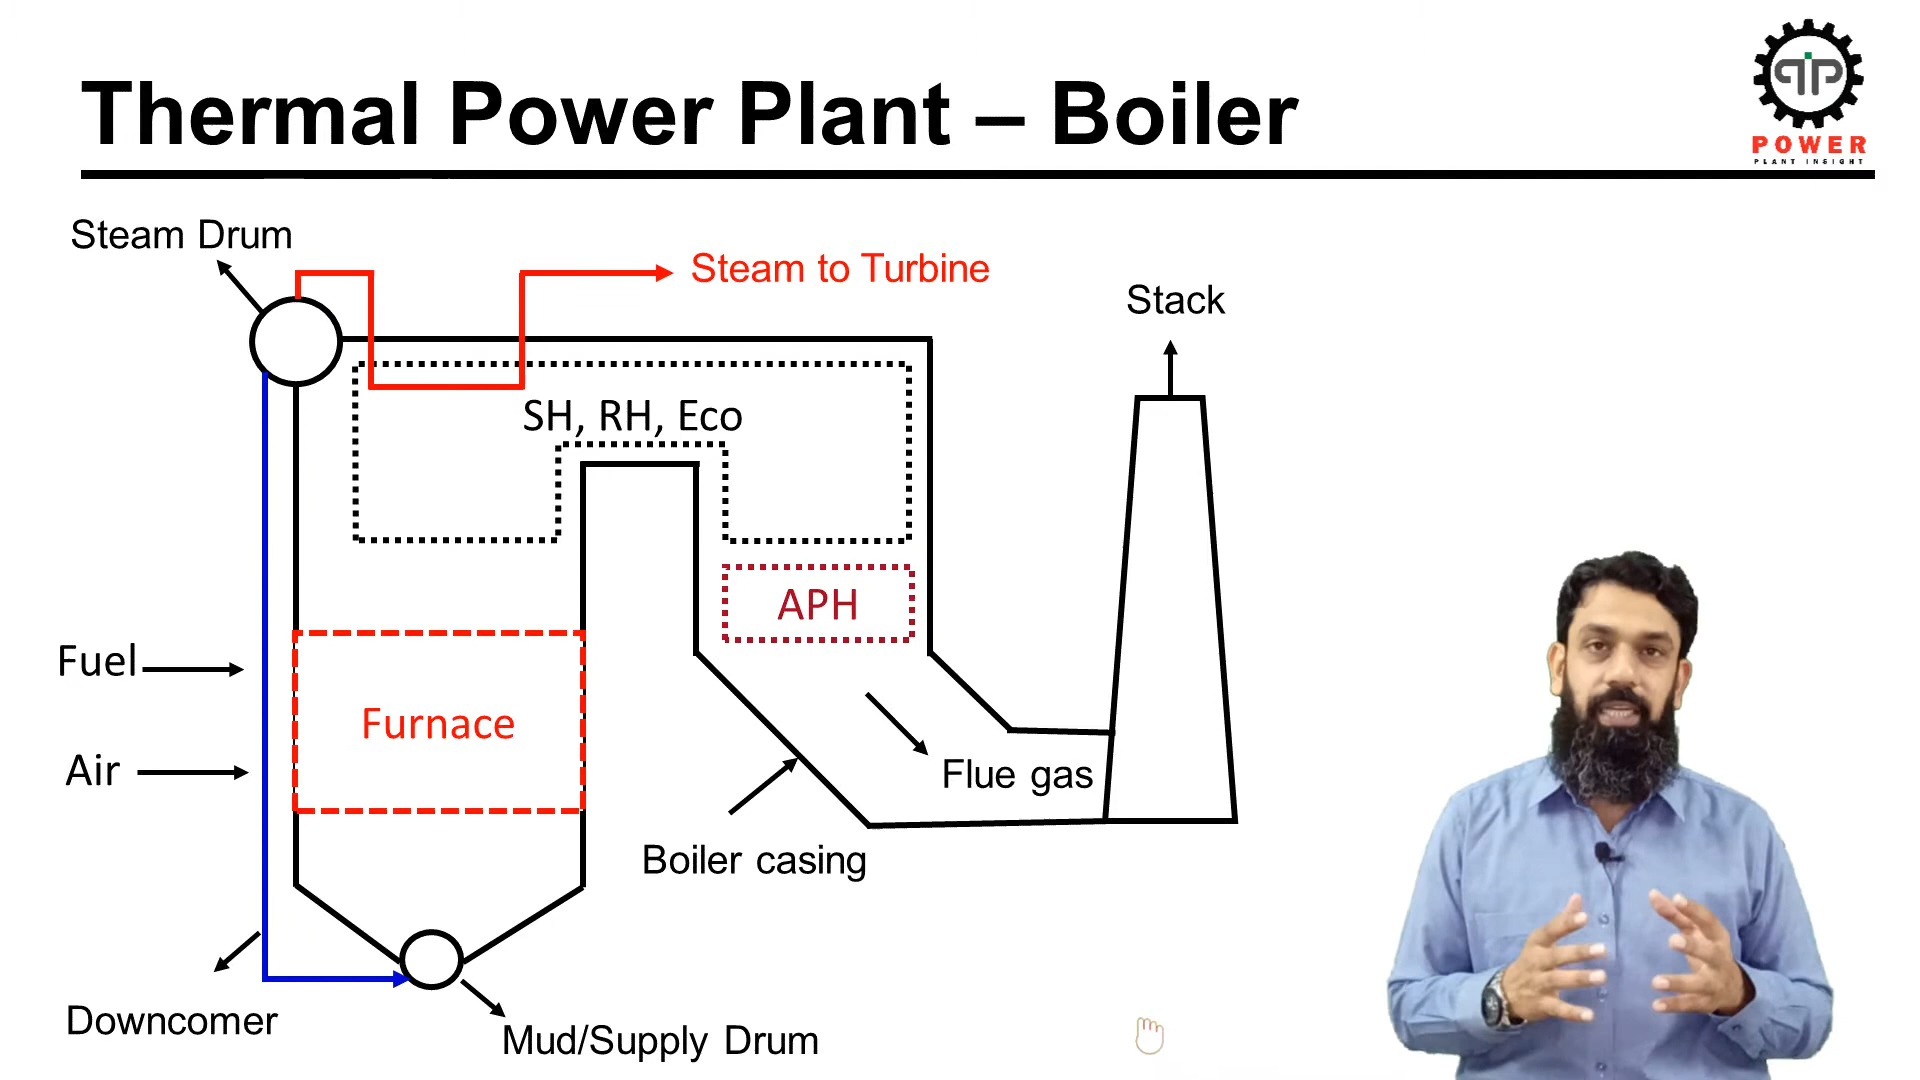 Thermal Power Plant – Boiler
PIP
POWER
PLANT INSIGHT
Steam Drum
Steam to Turbine
Stack
SH, RH, Eco
APH
Fuel
Furnace
Air
Flue gas
Boiler casing
Downcomer
Mud/Supply Drum